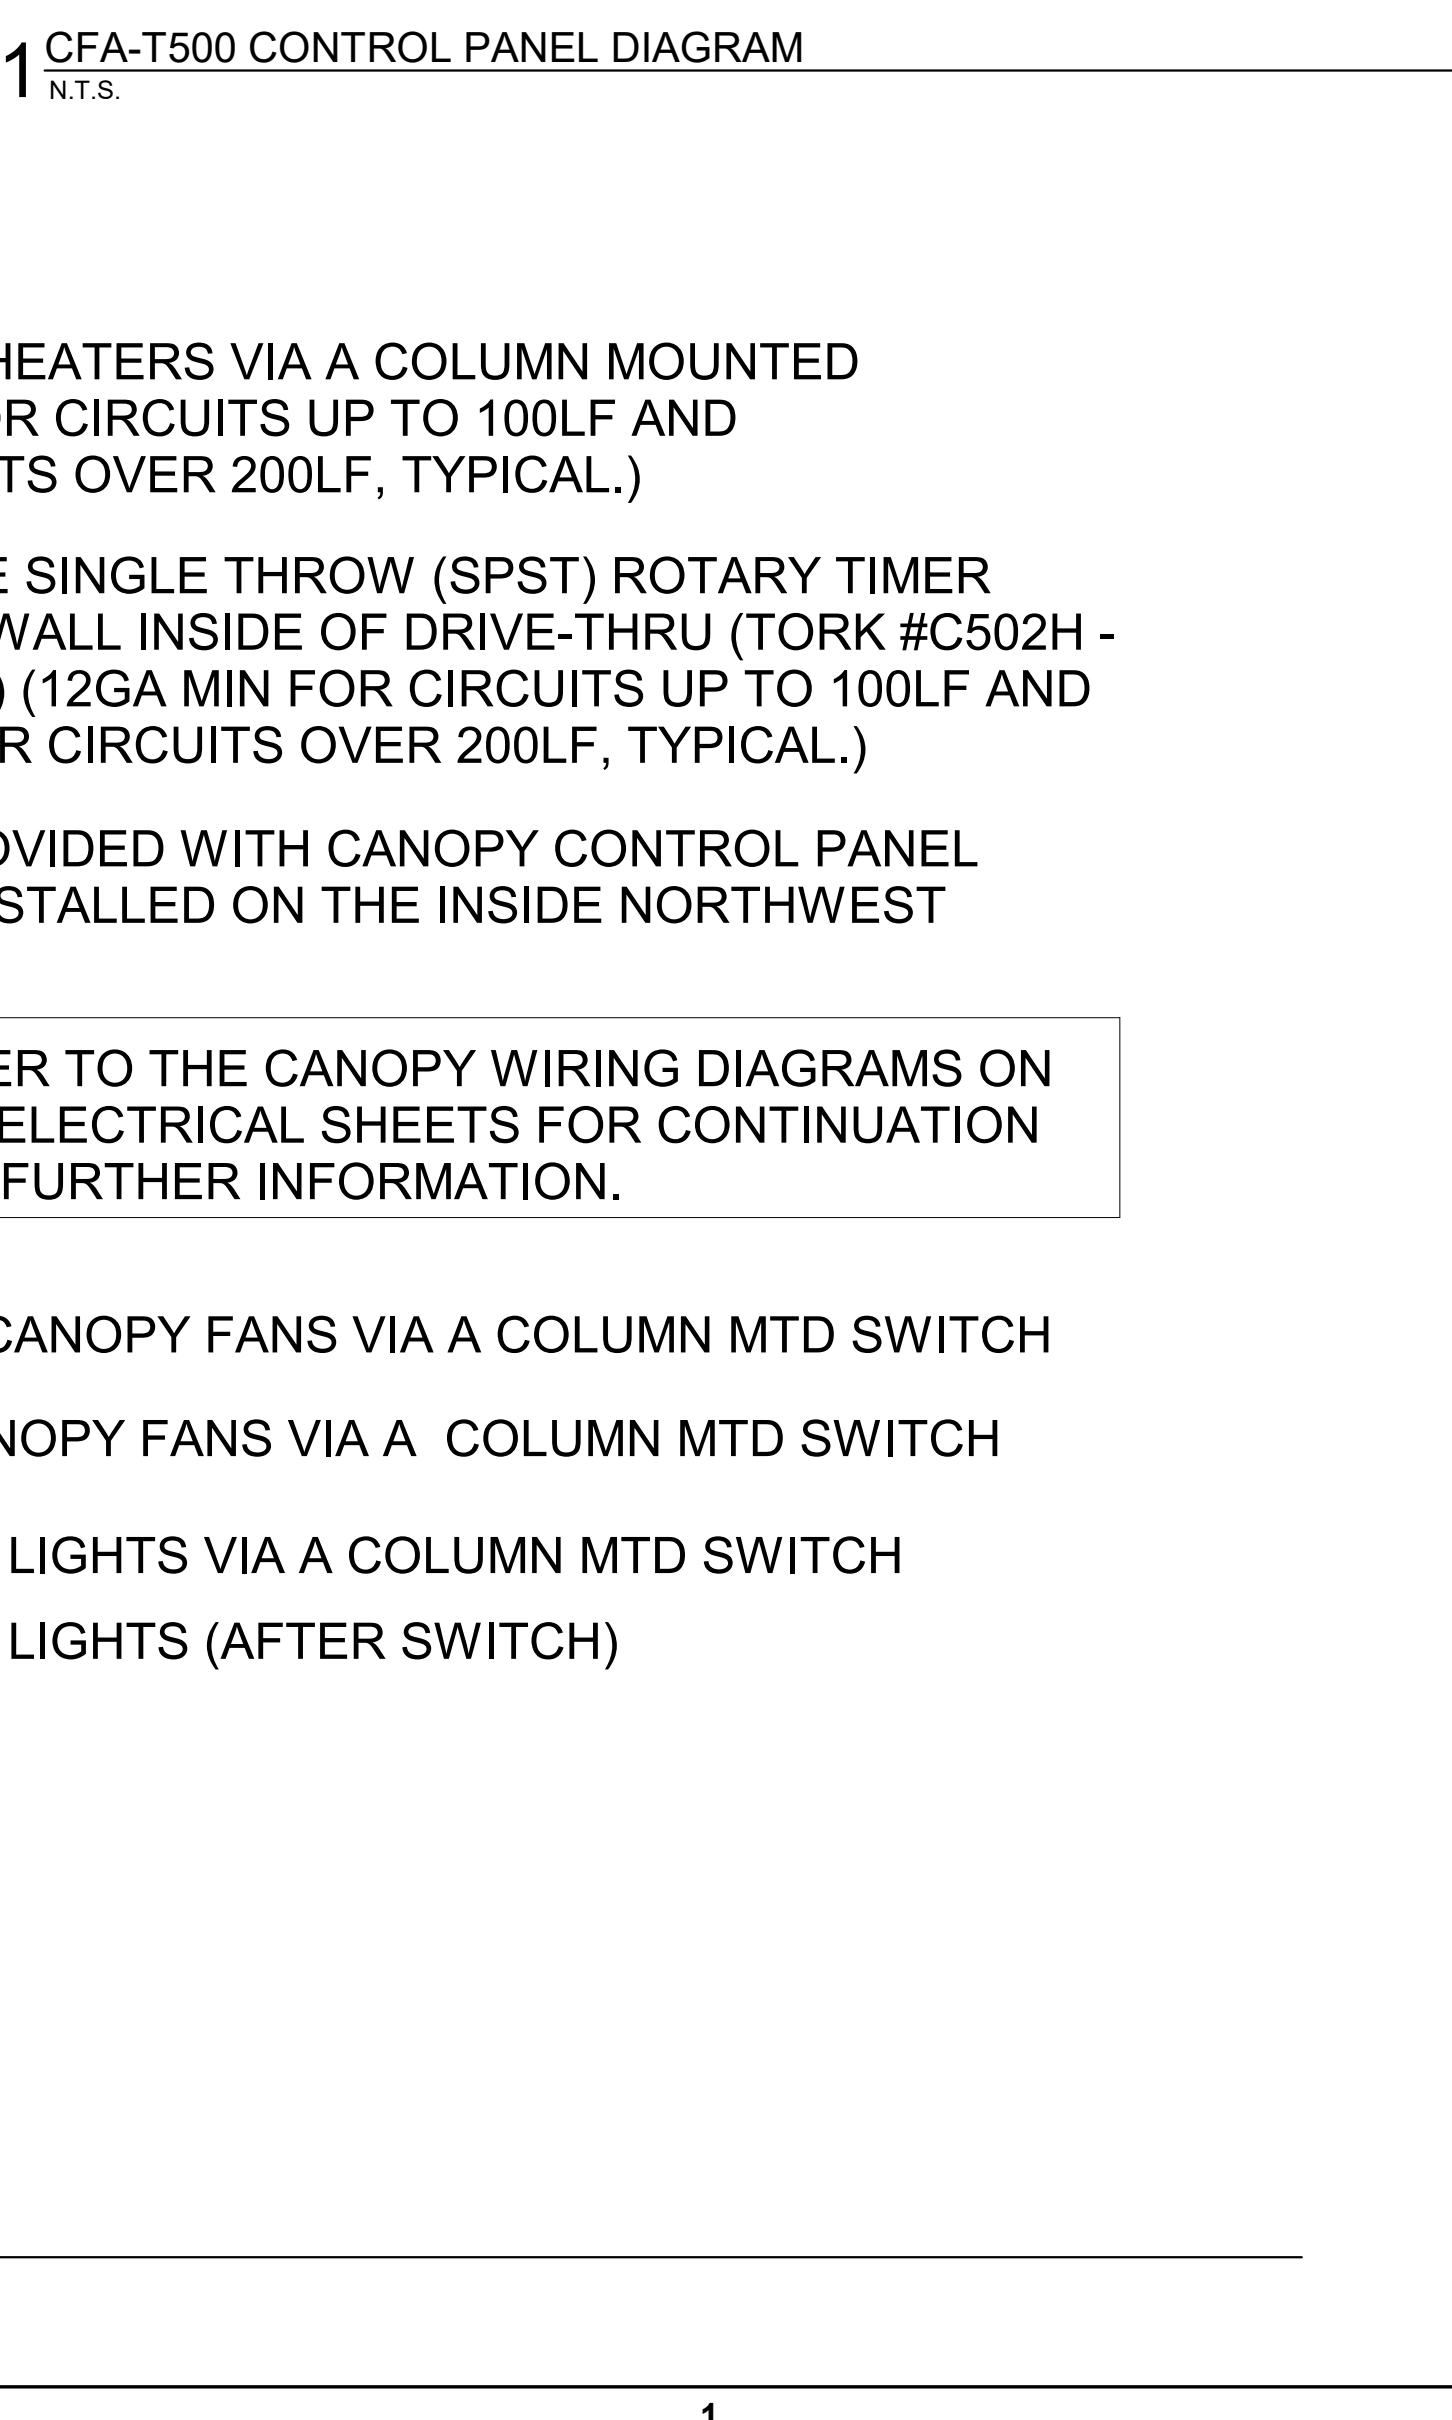 1 CFA-T500 CONTROL PANEL DIAGRAM
N.T.S.
HEATERS VIA A COLUMN MOUNTED
OR CIRCUITS UP TO 100LF AND
TS OVER 200LF, TYPICAL.)
E SINGLE THROW (SPST) ROTARY TIMER
WALL INSIDE OF DRIVE-THRU (TORK #C502H -
) (12GA MIN FOR CIRCUITS UP TO 100LF AND
R CIRCUITS OVER 200LF, TYPICAL.)
OVIDED WITH CANOPY CONTROL PANEL
STALLED ON THE INSIDE NORTHWEST
ER TO THE CANOPY WIRING DIAGRAMS ON
ELECTRICAL SHEETS FOR CONTINUATION
FURTHER INFORMATION.
CANOPY FANS VIA A COLUMN MTD SWITCH
NOPY FANS VIA A COLUMN MTD SWITCH
LIGHTS VIA A COLUMN MTD SWITCH
LIGHTS (AFTER SWITCH)
1